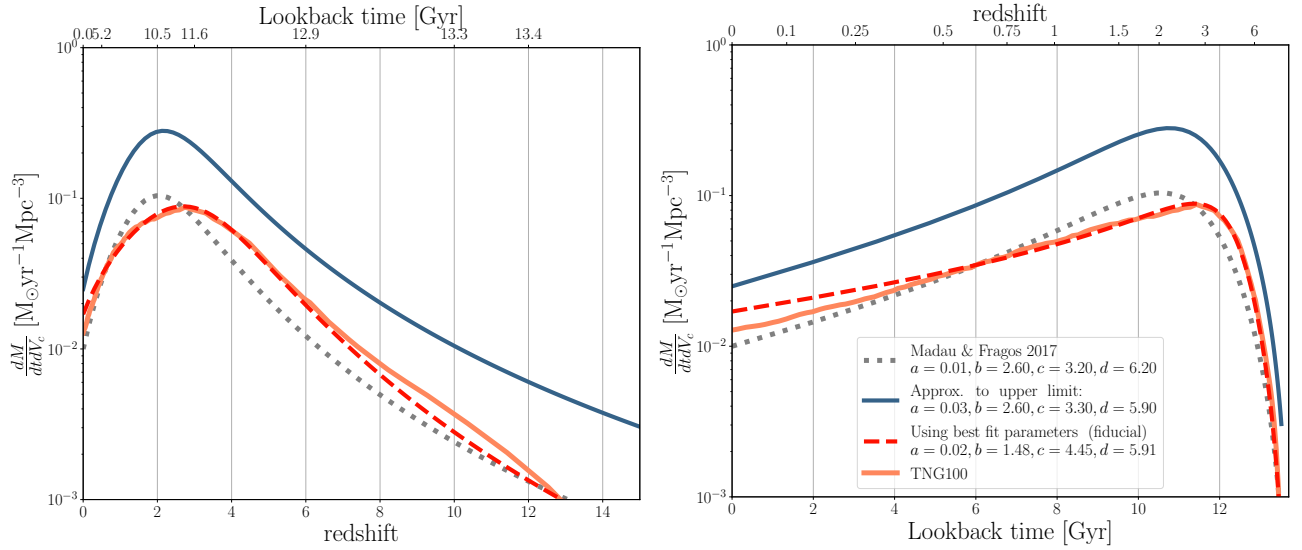 Lookback time [Gyr]
0.05.2 10.5 11.6 12.9 13.3 13.4
10^0
10^-1
10^-2
10^-3
dM/dtdV_c [M_⊙yr^-1Mpc^-3]
0 2 4 6 8 10 12 14
redshift
redshift
0 0.1 0.25 0.5 0.75 1 1.5 2 3 6
10^0
10^-1
10^-2
10^-3
dM/dtdV_c [M_⊙yr^-1Mpc^-3]
Madau & Fragos 2017
a = 0.01, b = 2.60, c = 3.20, d = 6.20
Approx. to upper limit:
a = 0.03, b = 2.60, c = 3.30, d = 5.90
Using best fit parameters (fiducial)
a = 0.02, b = 1.48, c = 4.45, d = 5.91
TNG100
0 2 4 6 8 10 12
Lookback time [Gyr]